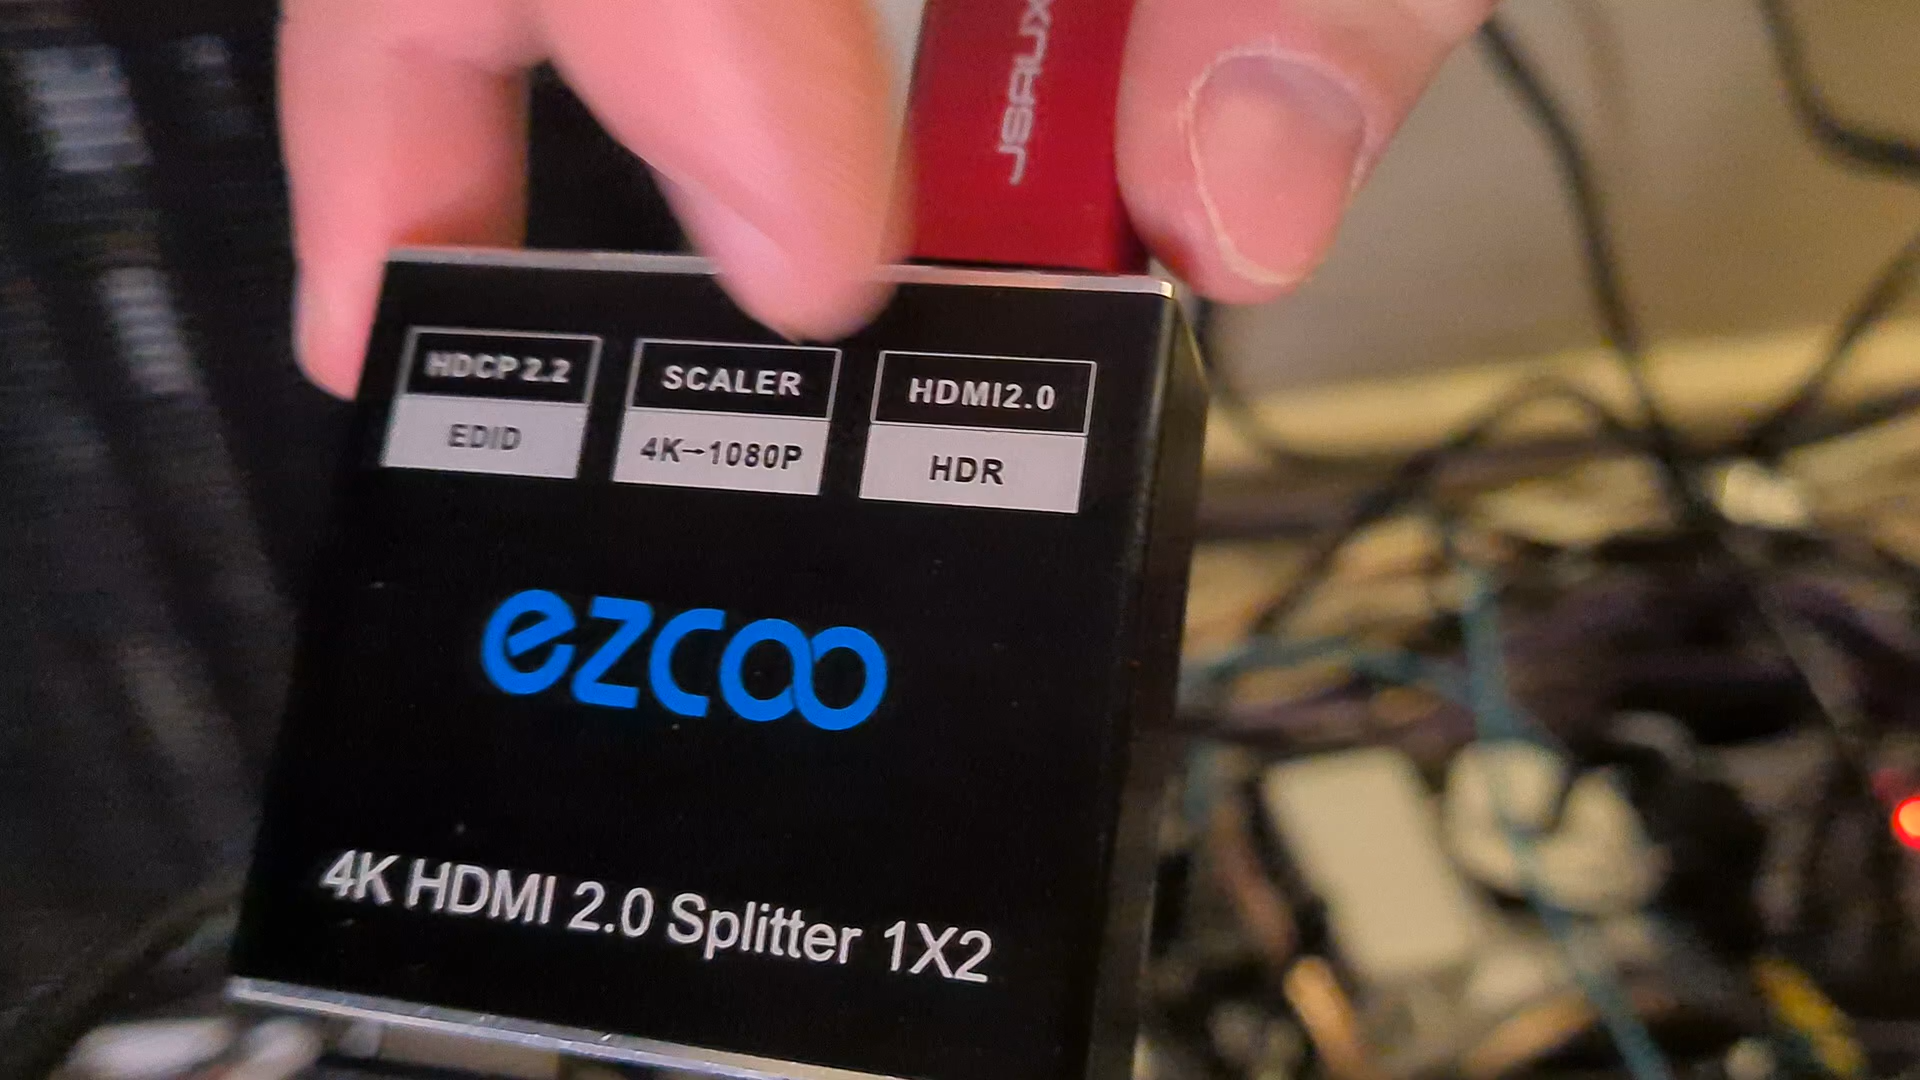 JSAUX
HDCP 2.2
EDID
SCALER
4K→1080P
HDMI2.0
HDR
ezcoo
4K HDMI 2.0 Splitter 1X2